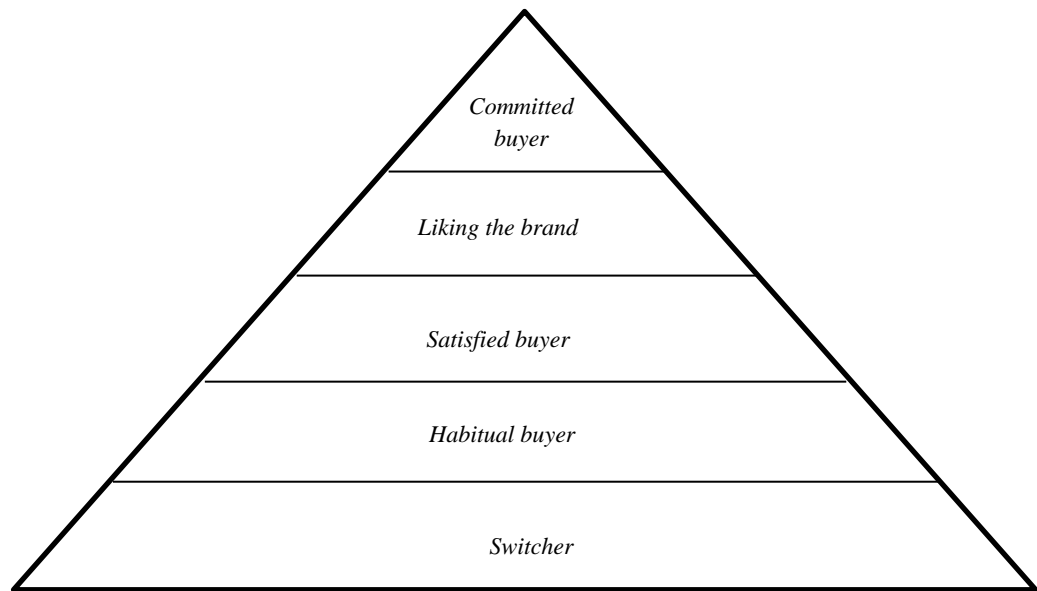 Committed
buyer
Liking the brand
Satisfied buyer
Habitual buyer
Switcher